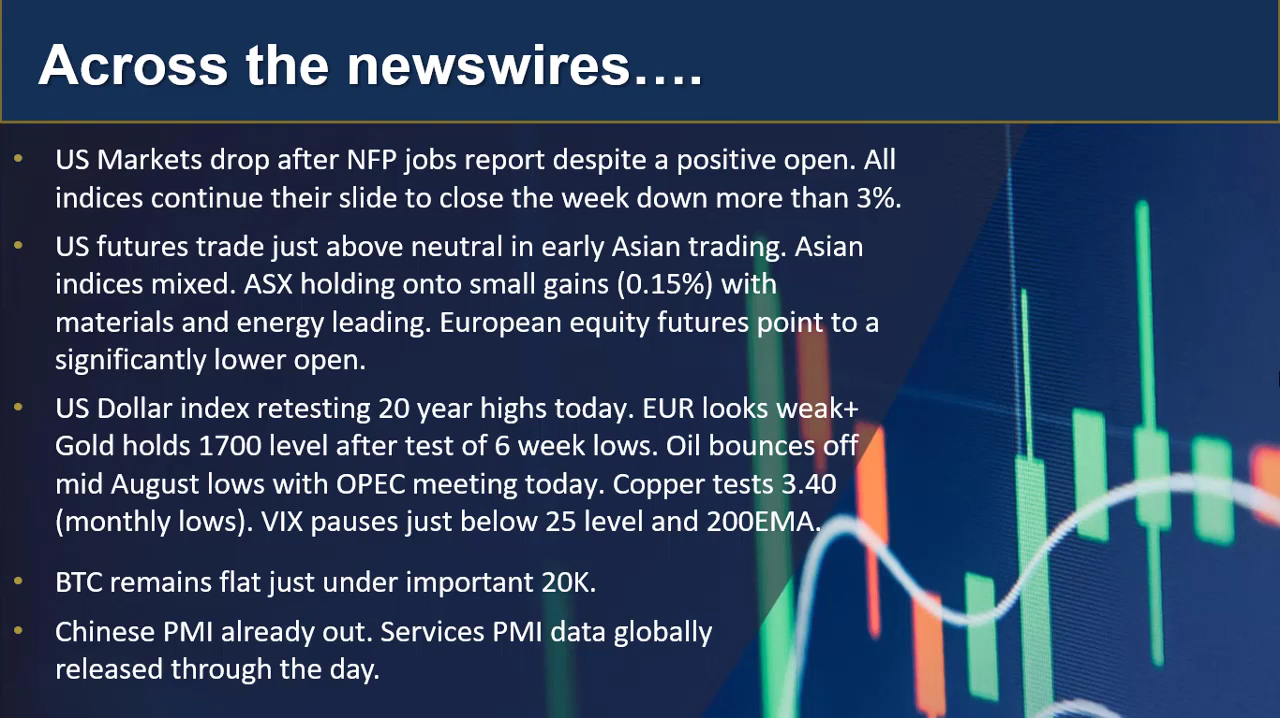 Across the newswires….
• US Markets drop after NFP jobs report despite a positive open. All
indices continue their slide to close the week down more than 3%.
• US futures trade just above neutral in early Asian trading. Asian
indices mixed. ASX holding onto small gains (0.15%) with
materials and energy leading. European equity futures point to a
significantly lower open.
• US Dollar index retesting 20 year highs today. EUR looks weak+
Gold holds 1700 level after test of 6 week lows. Oil bounces off
mid August lows with OPEC meeting today. Copper tests 3.40
(monthly lows). VIX pauses just below 25 level and 200EMA.
• BTC remains flat just under important 20K.
• Chinese PMI already out. Services PMI data globally
released through the day.